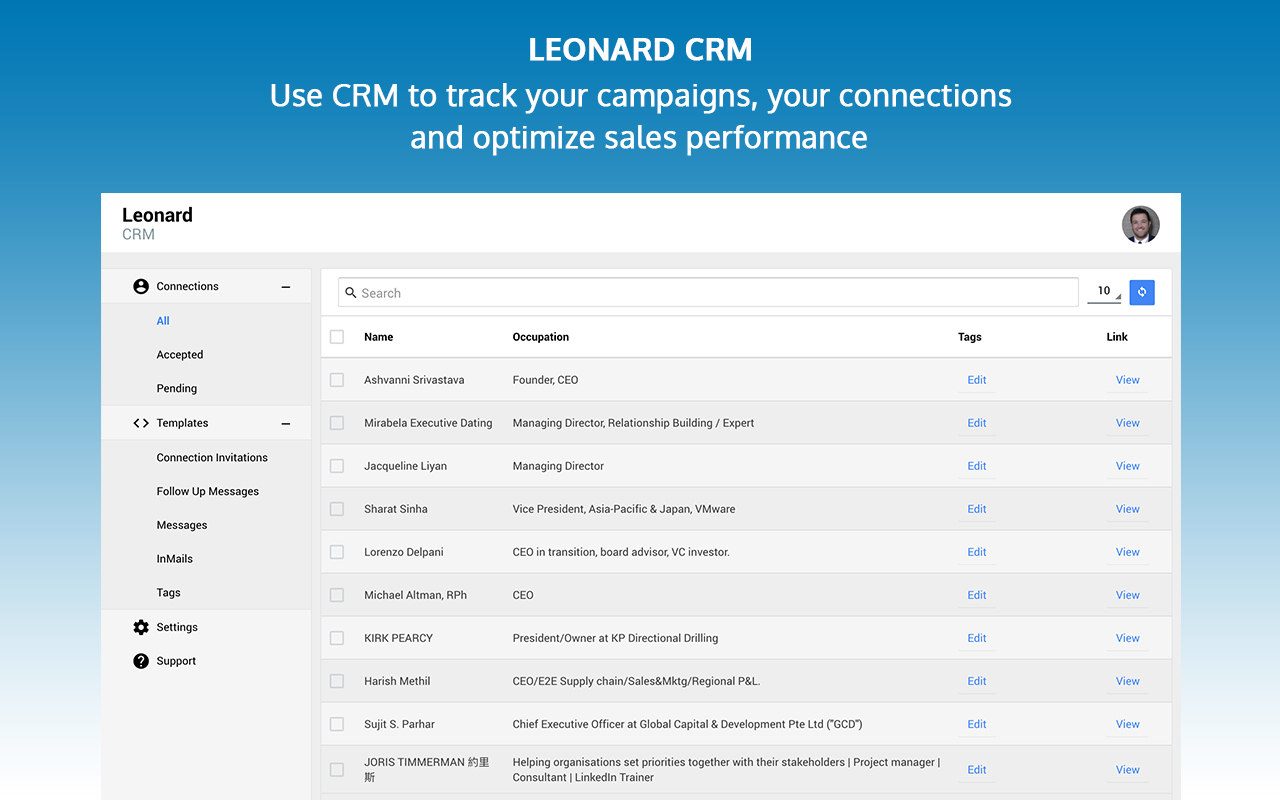 LEONARD CRM
Use CRM to track your campaigns, your connections
and optimize sales performance
Leonard
CRM
Connections
All
Accepted
Pending
Templates
Connection Invitations
Follow Up Messages
Messages
InMails
Tags
Settings
Support
Search
10
Name Occupation Tags Link
Ashvanni Srivastava Founder, CEO Edit View
Mirabela Executive Dating Managing Director, Relationship Building / Expert Edit View
Jacqueline Liyan Managing Director Edit View
Sharat Sinha Vice President, Asia-Pacific & Japan, VMware Edit View
Lorenzo Delpani CEO in transition, board advisor, VC investor. Edit View
Michael Altman, RPh CEO Edit View
KIRK PEARCY President/Owner at KP Directional Drilling Edit View
Harish Methil CEO/E2E Supply chain/Sales&Mktg/Regional P&L. Edit View
Sujit S. Parhar Chief Executive Officer at Global Capital & Development Pte Ltd ("GCD") Edit View
JORIS TIMMERMAN 約里
斯
Helping organisations set priorities together with their stakeholders | Project manager |
Consultant | LinkedIn Trainer
Edit View